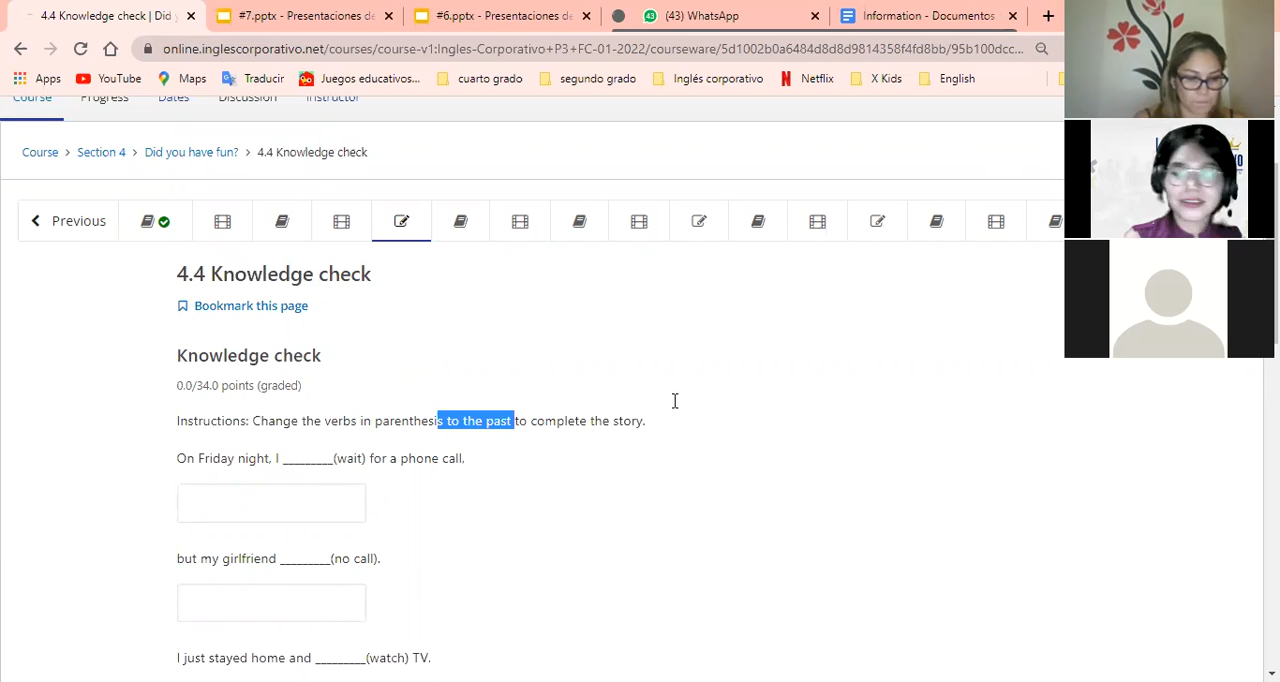 4.4 Knowledge check | Did y
#7.pptx - Presentaciones de
#6.pptx - Presentaciones de
43
(43) WhatsApp
Information - Documentos
online.inglescorporativo.net/courses/course-v1:Ingles-Corporativo+P3+FC-01-2022/courseware/5d1002b0a6484d8d8d9814358f4fd8bb/95b100dcc...
Apps
YouTube
Maps
Traducir
Juegos educativos...
cuarto grado
segundo grado
Inglés corporativo
Netflix
X Kids
English
Course
Progress
Dates
Discussion
Instructor
Course > Section 4 > Did you have fun? > 4.4 Knowledge check
Previous
4.4 Knowledge check
Bookmark this page
Knowledge check
0.0/34.0 points (graded)
Instructions: Change the verbs in parenthesis to the past to complete the story.
On Friday night, I ________(wait) for a phone call,
but my girlfriend ________(no call).
I just stayed home and ________(watch) TV.